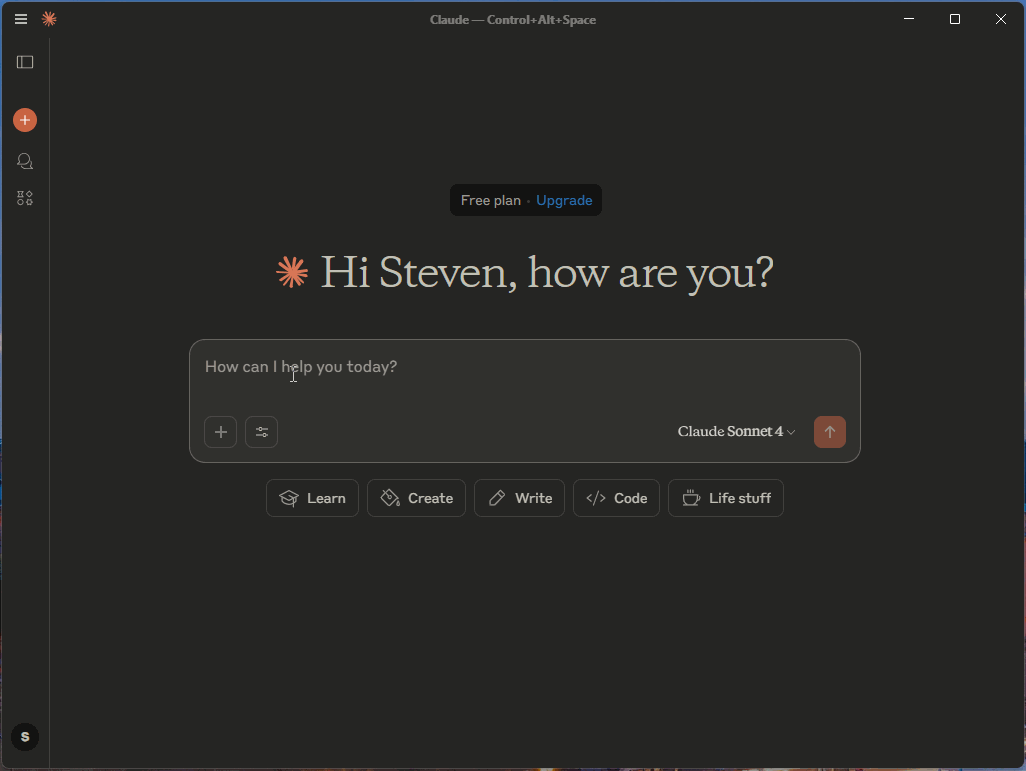 Claude — Control+Alt+Space
Free plan · Upgrade
Hi Steven, how are you?
How can I help you today?
Claude Sonnet 4
Learn
Create
Write
Code
Life stuff
S